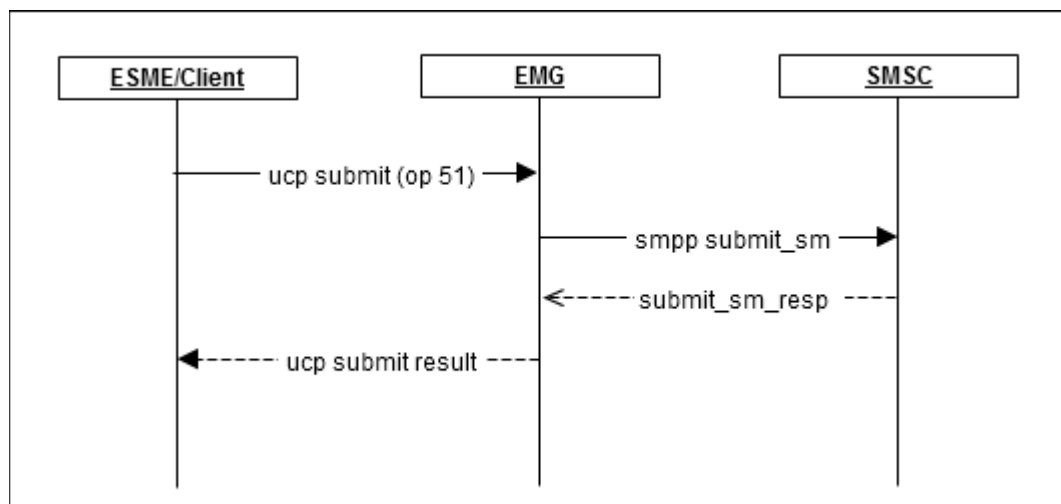 ESME/Client
EMG
SMSC
ucp submit (op 51)
smpp submit_sm
submit_sm_resp
ucp submit result